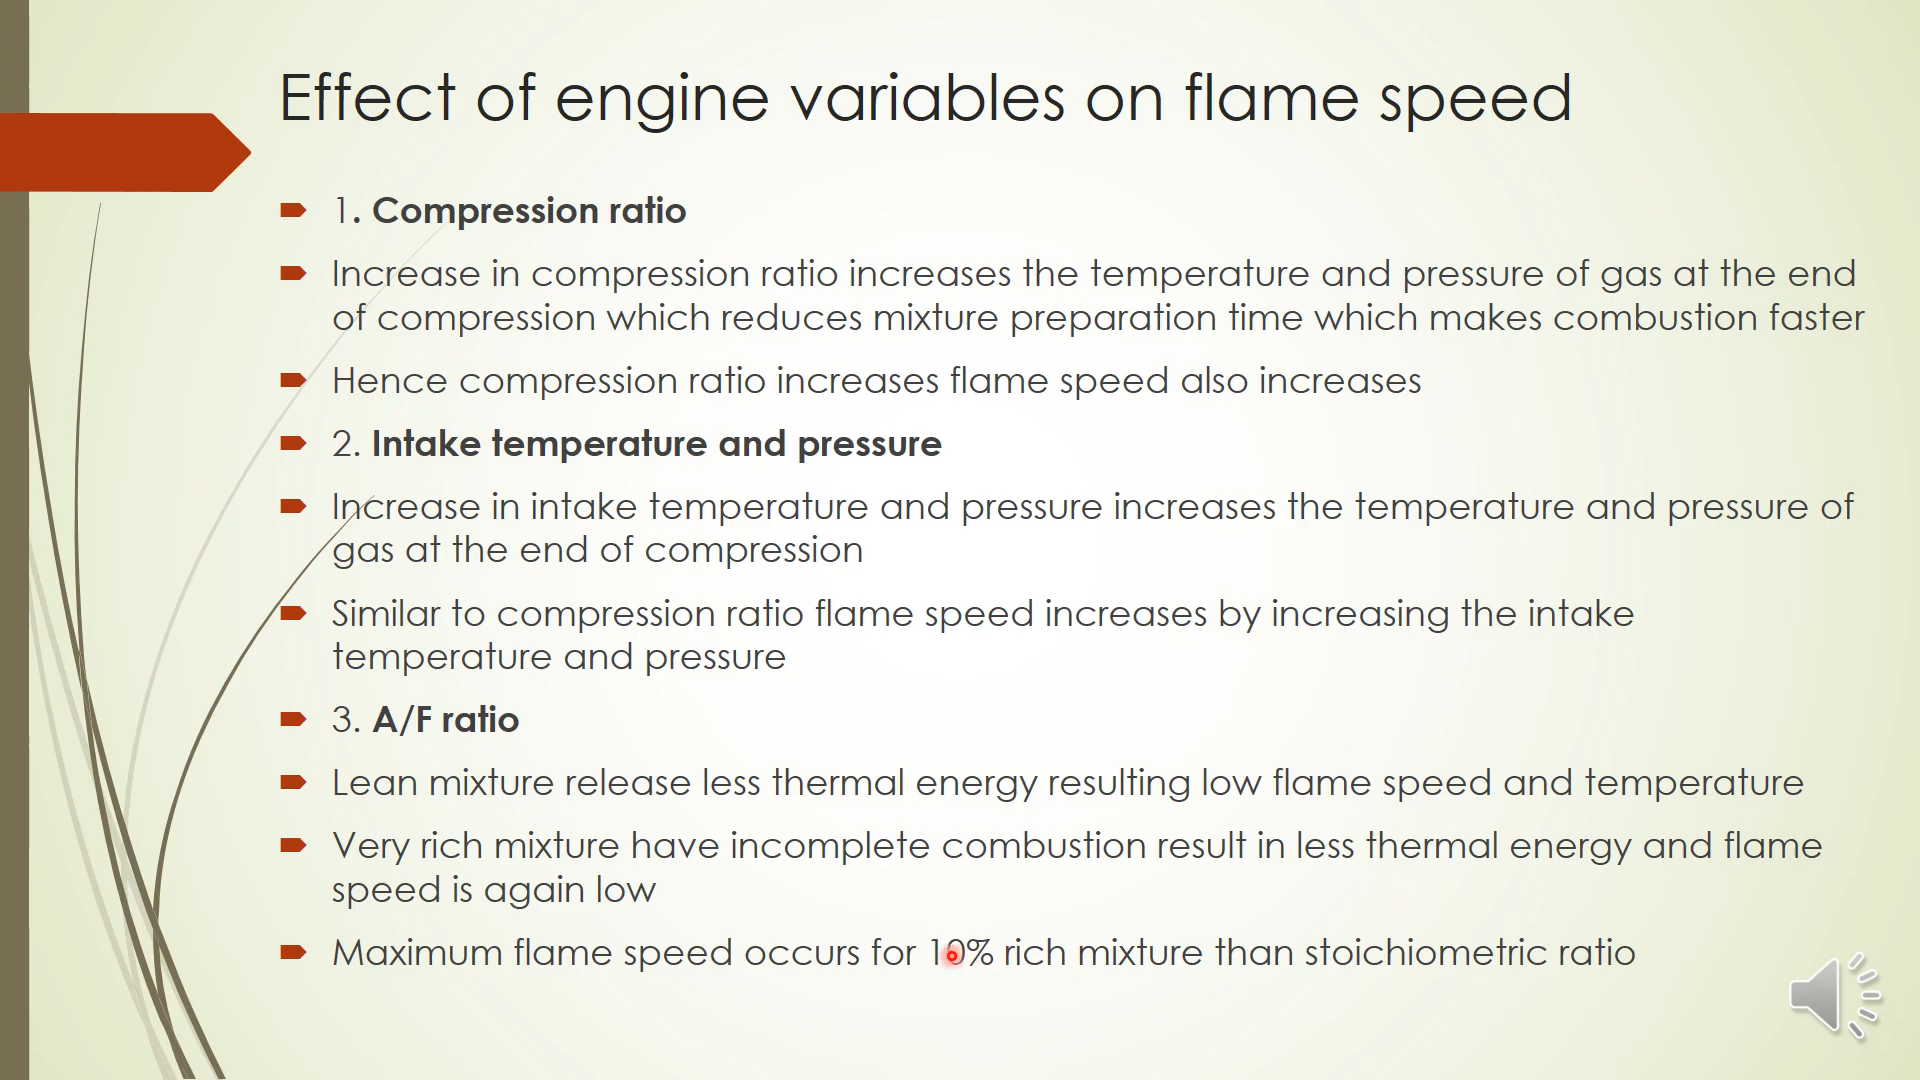 Effect of engine variables on flame speed
1. Compression ratio
Increase in compression ratio increases the temperature and pressure of gas at the end
of compression which reduces mixture preparation time which makes combustion faster
Hence compression ratio increases flame speed also increases
2. Intake temperature and pressure
Increase in intake temperature and pressure increases the temperature and pressure of
gas at the end of compression
Similar to compression ratio flame speed increases by increasing the intake
temperature and pressure
3. A/F ratio
Lean mixture release less thermal energy resulting low flame speed and temperature
Very rich mixture have incomplete combustion result in less thermal energy and flame
speed is again low
Maximum flame speed occurs for 10% rich mixture than stoichiometric ratio